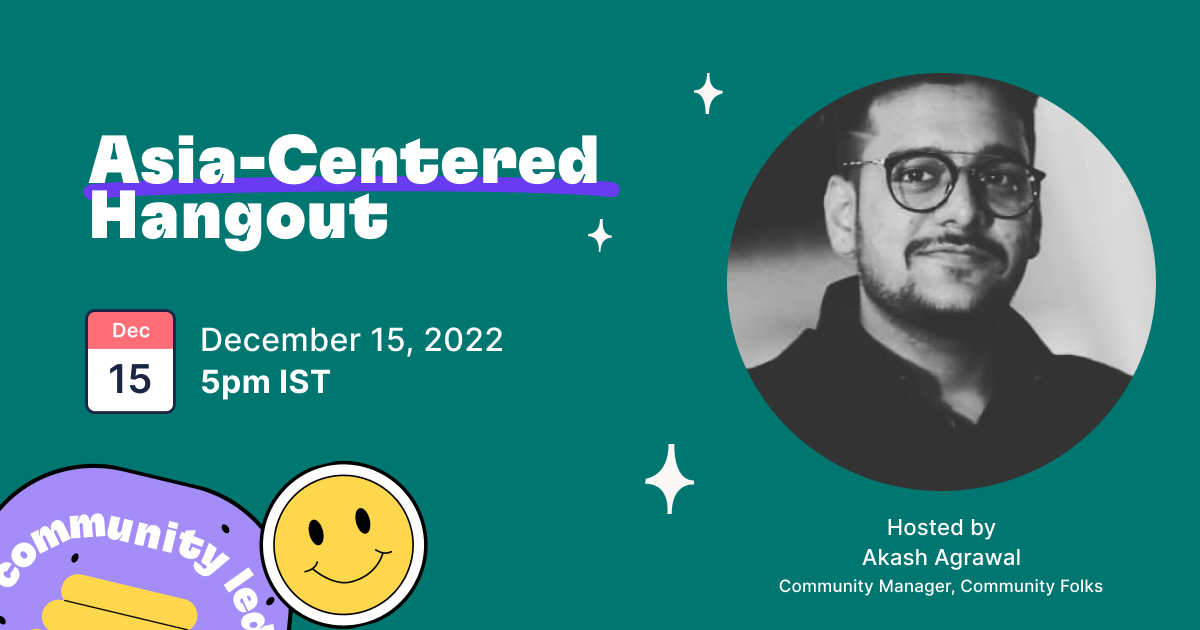 Asia-Centered
Hangout
Dec
15
December 15, 2022
5pm IST
community led
Hosted by
Akash Agrawal
Community Manager, Community Folks